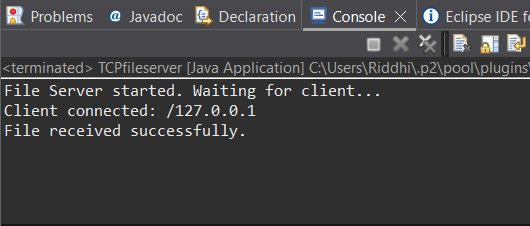 Problems @ Javadoc Declaration Console Eclipse IDE fo
<terminated> TCPfileserver [Java Application] C:\Users\Riddhi\.p2\pool\plugins\
File Server started. Waiting for client...
Client connected: /127.0.0.1
File received successfully.